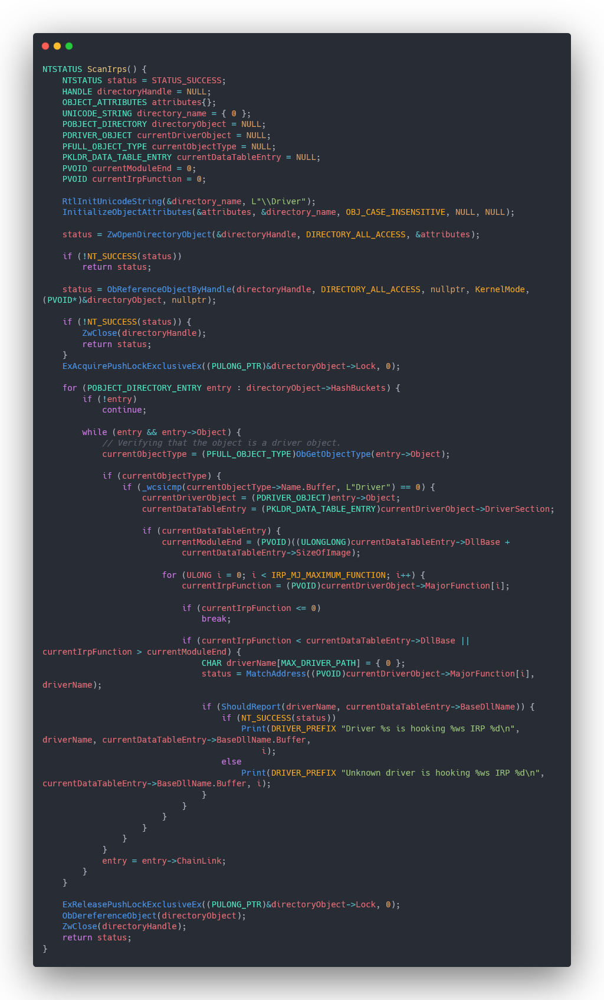 NTSTATUS ScanIrps() {
    NTSTATUS status = STATUS_SUCCESS;
    HANDLE directoryHandle = NULL;
    OBJECT_ATTRIBUTES attributes{};
    UNICODE_STRING directory_name = { 0 };
    POBJECT_DIRECTORY directoryObject = NULL;
    PDRIVER_OBJECT currentDriverObject = NULL;
    PFULL_OBJECT_TYPE currentObjectType = NULL;
    PKLDR_DATA_TABLE_ENTRY currentDataTableEntry = NULL;
    PVOID currentModuleEnd = 0;
    PVOID currentIrpFunction = 0;

    RtlInitUnicodeString(&directory_name, L"\\Driver");
    InitializeObjectAttributes(&attributes, &directory_name, OBJ_CASE_INSENSITIVE, NULL, NULL);

    status = ZwOpenDirectoryObject(&directoryHandle, DIRECTORY_ALL_ACCESS, &attributes);

    if (!NT_SUCCESS(status))
        return status;

    status = ObReferenceObjectByHandle(directoryHandle, DIRECTORY_ALL_ACCESS, nullptr, KernelMode,
(PVOID*)&directoryObject, nullptr);

    if (!NT_SUCCESS(status)) {
        ZwClose(directoryHandle);
        return status;
    }
    ExAcquirePushLockExclusiveEx((PULONG_PTR)&directoryObject->Lock, 0);

    for (POBJECT_DIRECTORY_ENTRY entry : directoryObject->HashBuckets) {
        if (!entry)
            continue;

        while (entry && entry->Object) {
            // Verifying that the object is a driver object.
            currentObjectType = (PFULL_OBJECT_TYPE)ObGetObjectType(entry->Object);

            if (currentObjectType) {
                if (_wcsicmp(currentObjectType->Name.Buffer, L"Driver") == 0) {
                    currentDriverObject = (PDRIVER_OBJECT)entry->Object;
                    currentDataTableEntry = (PKLDR_DATA_TABLE_ENTRY)currentDriverObject->DriverSection;

                    if (currentDataTableEntry) {
                        currentModuleEnd = (PVOID)((ULONGLONG)currentDataTableEntry->DllBase +
                            currentDataTableEntry->SizeOfImage);

                        for (ULONG i = 0; i < IRP_MJ_MAXIMUM_FUNCTION; i++) {
                            currentIrpFunction = (PVOID)currentDriverObject->MajorFunction[i];

                            if (currentIrpFunction <= 0)
                                break;

                            if (currentIrpFunction < currentDataTableEntry->DllBase ||
currentIrpFunction > currentModuleEnd) {
                                CHAR driverName[MAX_DRIVER_PATH] = { 0 };
                                status = MatchAddress((PVOID)currentDriverObject->MajorFunction[i],
driverName);

                                if (ShouldReport(driverName, currentDataTableEntry->BaseDllName)) {
                                    if (NT_SUCCESS(status))
                                        Print(DRIVER_PREFIX "Driver %s is hooking %ws IRP %d\n",
driverName, currentDataTableEntry->BaseDllName.Buffer,
                                            i);
                                    else
                                        Print(DRIVER_PREFIX "Unknown driver is hooking %ws IRP %d\n",
currentDataTableEntry->BaseDllName.Buffer, i);
                                }
                            }
                        }
                    }
                }
            }
            entry = entry->ChainLink;
        }
    }

    ExReleasePushLockExclusiveEx((PULONG_PTR)&directoryObject->Lock, 0);
    ObDereferenceObject(directoryObject);
    ZwClose(directoryHandle);
    return status;
}